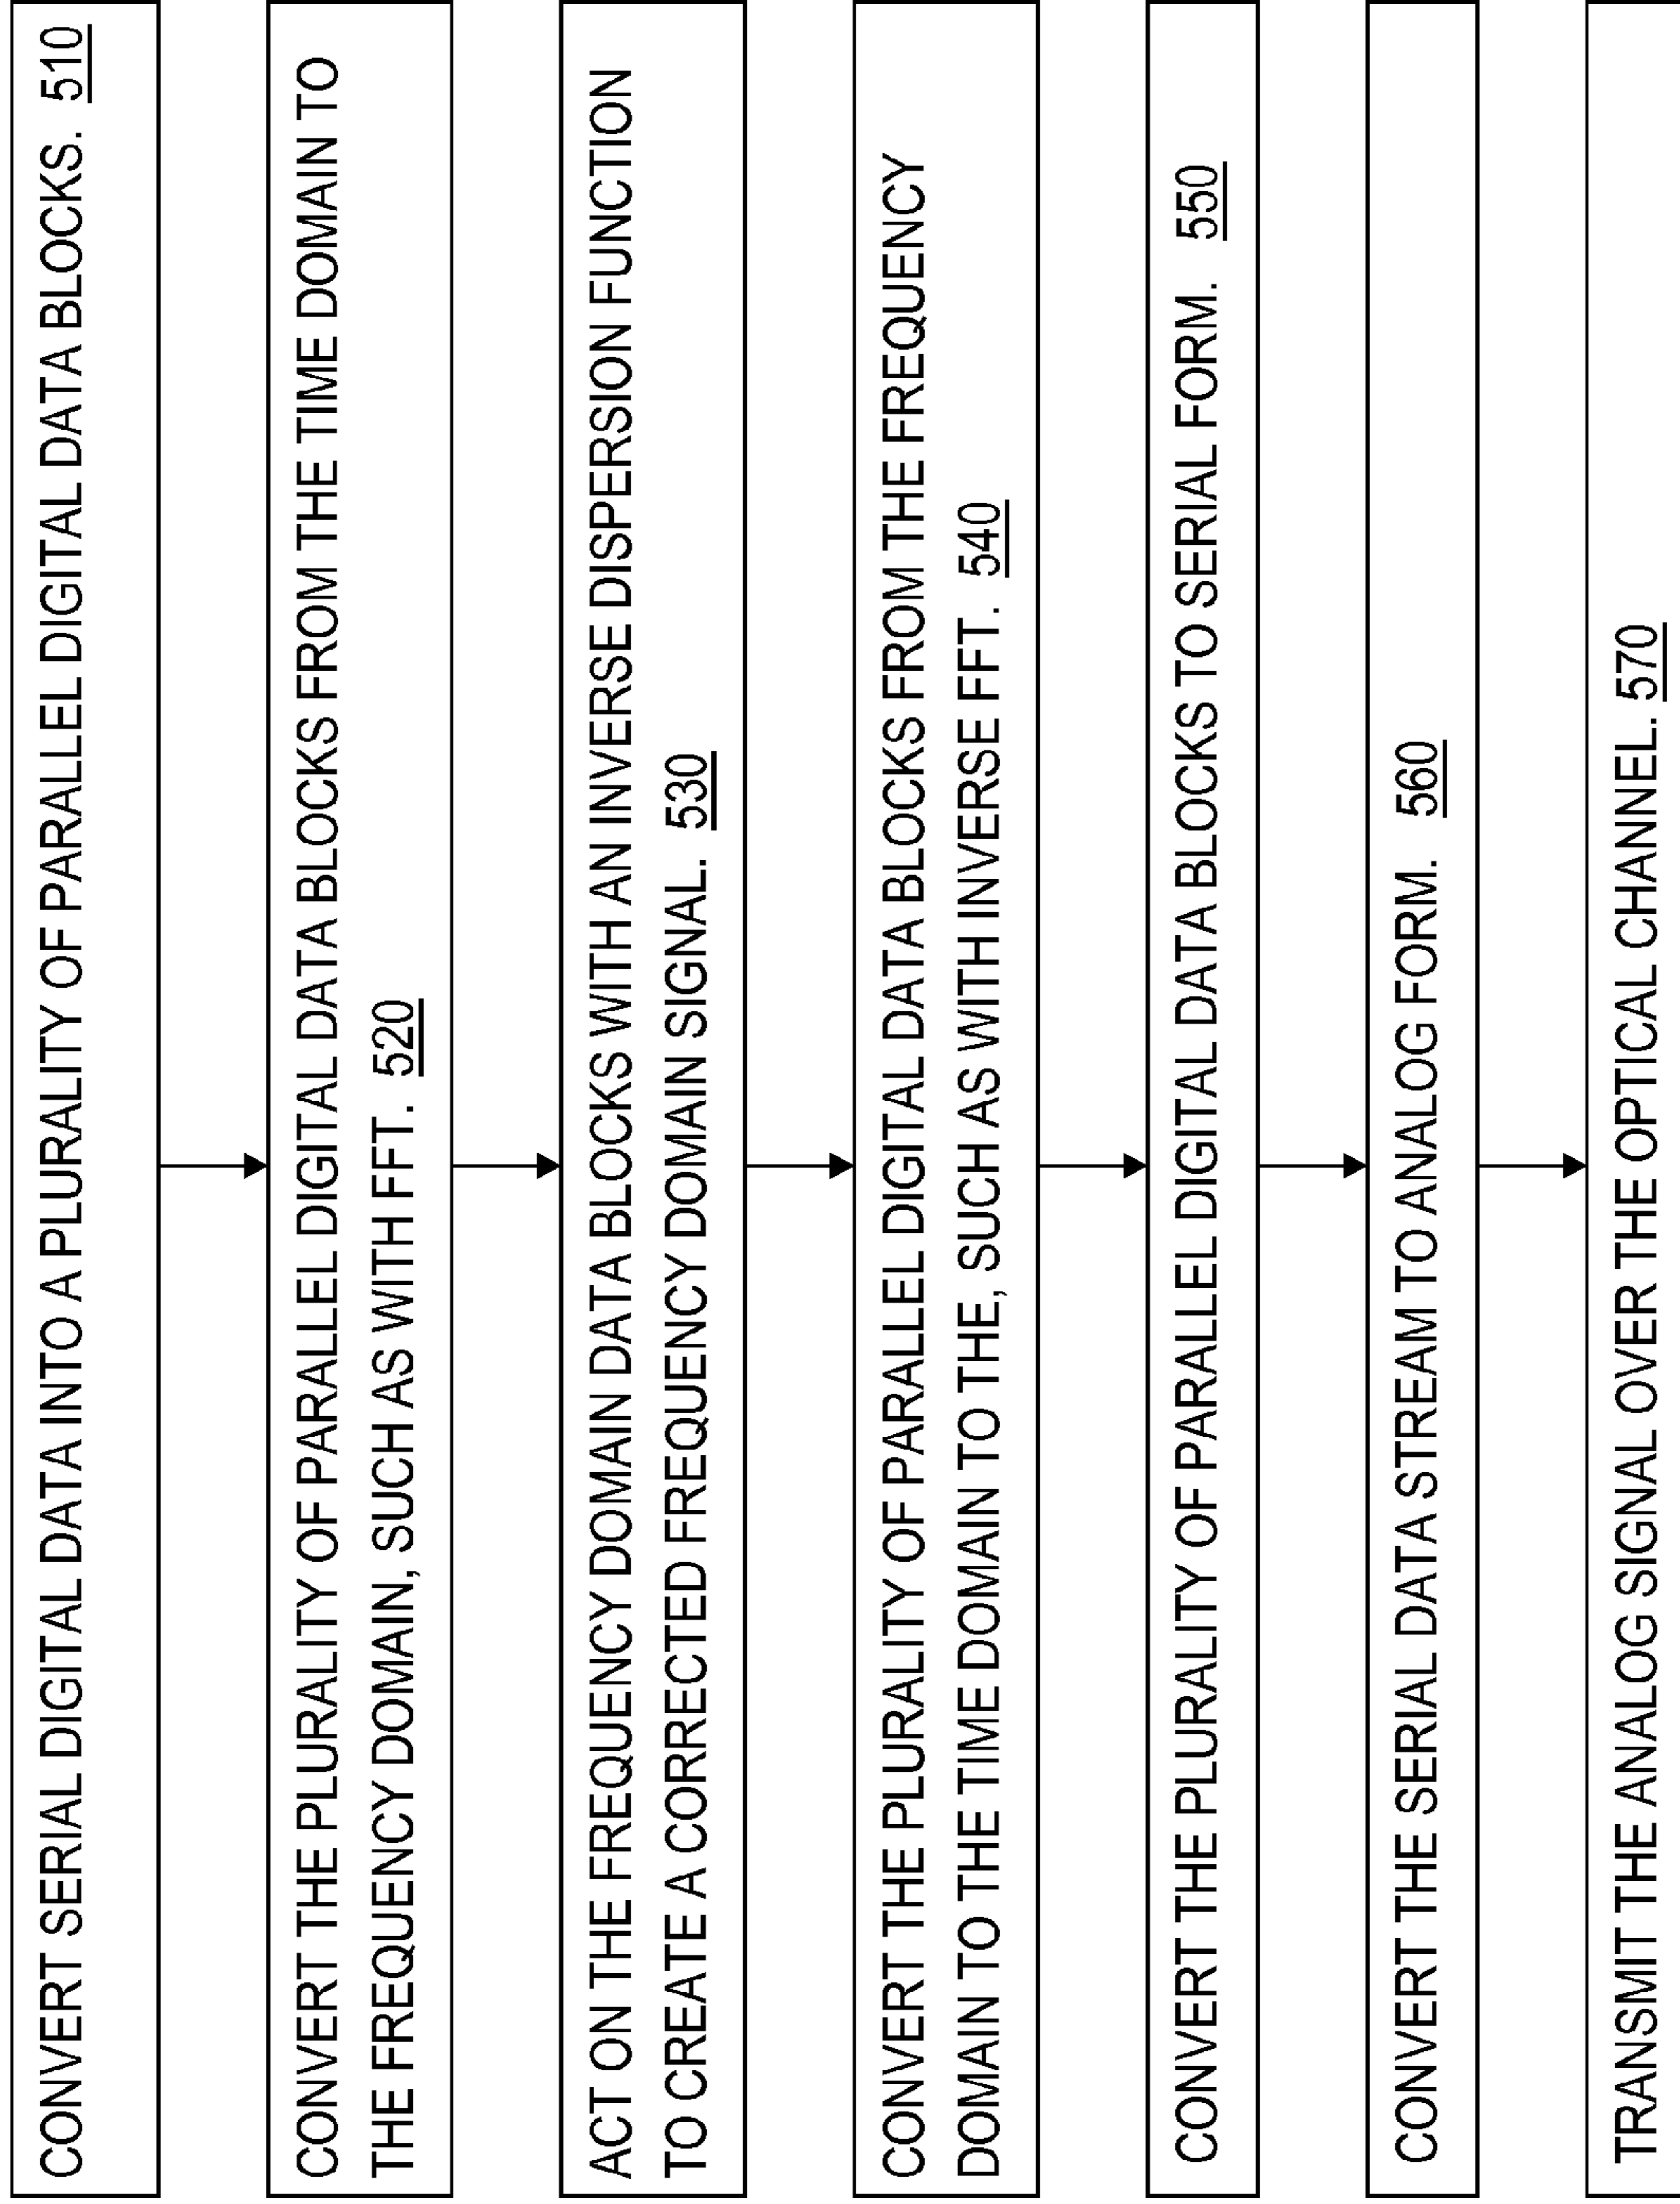 CONVERT SERIAL DIGITAL DATA INTO A PLURALITY OF PARALLEL DIGITAL DATA BLOCKS. 510
CONVERT THE PLURALITY OF PARALLEL DIGITAL DATA BLOCKS FROM THE TIME DOMAIN TO
THE FREQUENCY DOMAIN, SUCH AS WITH FFT. 520
ACT ON THE FREQUENCY DOMAIN DATA BLOCKS WITH AN INVERSE DISPERSION FUNCTION
TO CREATE A CORRECTED FREQUENCY DOMAIN SIGNAL. 530
CONVERT THE PLURALITY OF PARALLEL DIGITAL DATA BLOCKS FROM THE FREQUENCY
DOMAIN TO THE TIME DOMAIN TO THE, SUCH AS WITH INVERSE FFT. 540
CONVERT THE PLURALITY OF PARALLEL DIGITAL DATA BLOCKS TO SERIAL FORM. 550
CONVERT THE SERIAL DATA STREAM TO ANALOG FORM. 560
TRANSMIT THE ANALOG SIGNAL OVER THE OPTICAL CHANNEL. 570